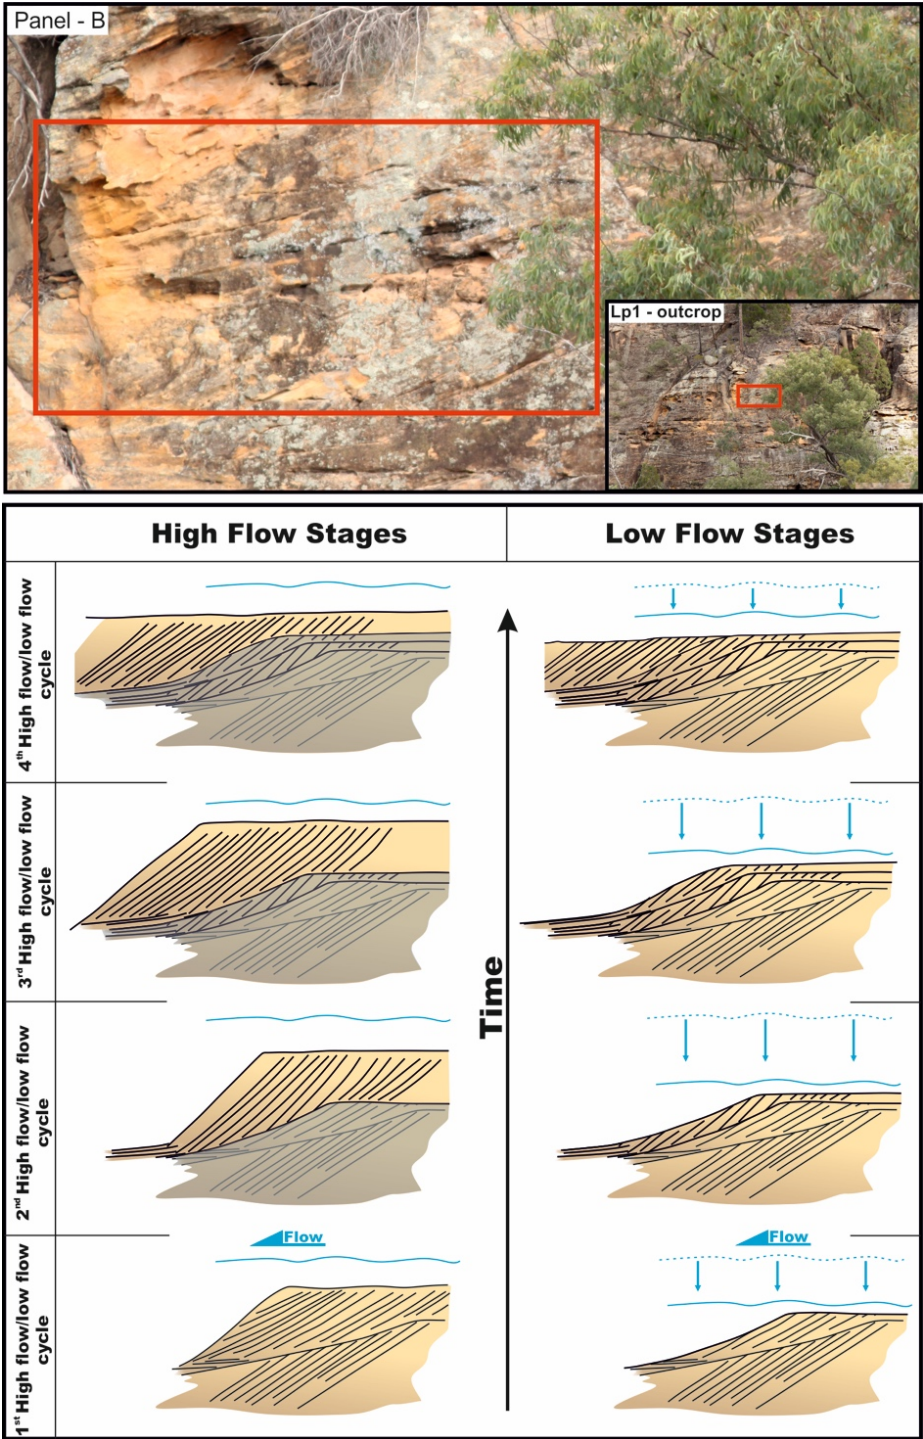 Panel - B
Lp1 - outcrop
High Flow Stages
Low Flow Stages
4th High flow/low flow
cycle
3rd High flow/low flow
cycle
Time
2nd High flow/low flow
cycle
Flow
Flow
1st High flow/low flow
cycle